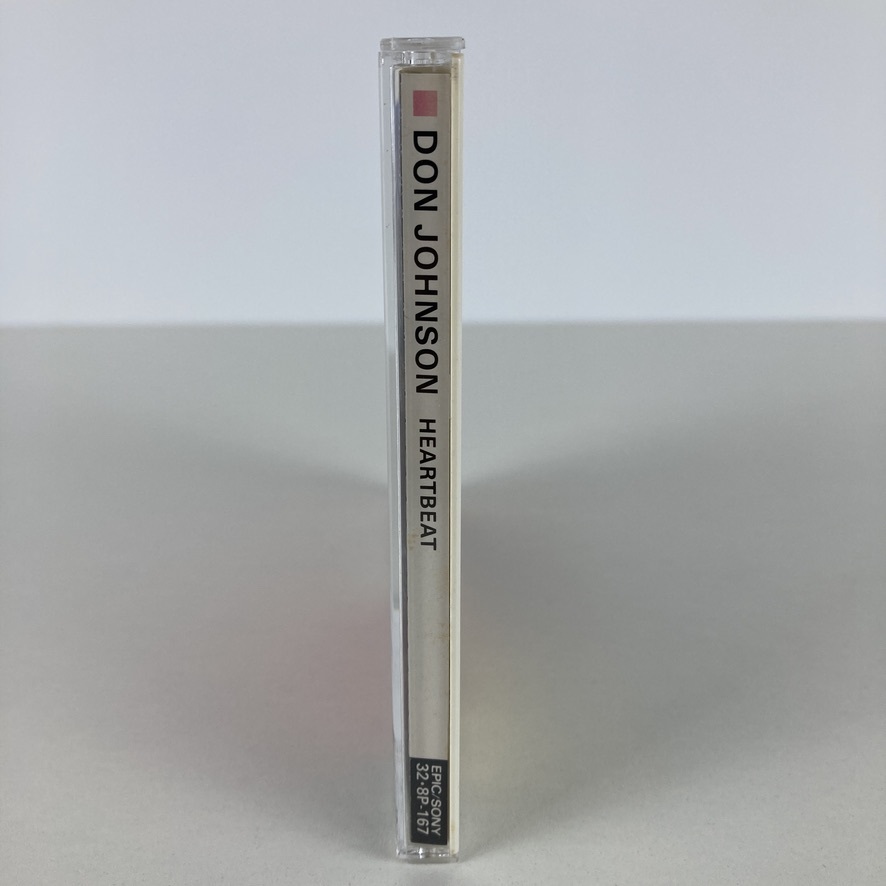 DON JOHNSON HEARTBEAT
EPIC/SONY
32・8P-167